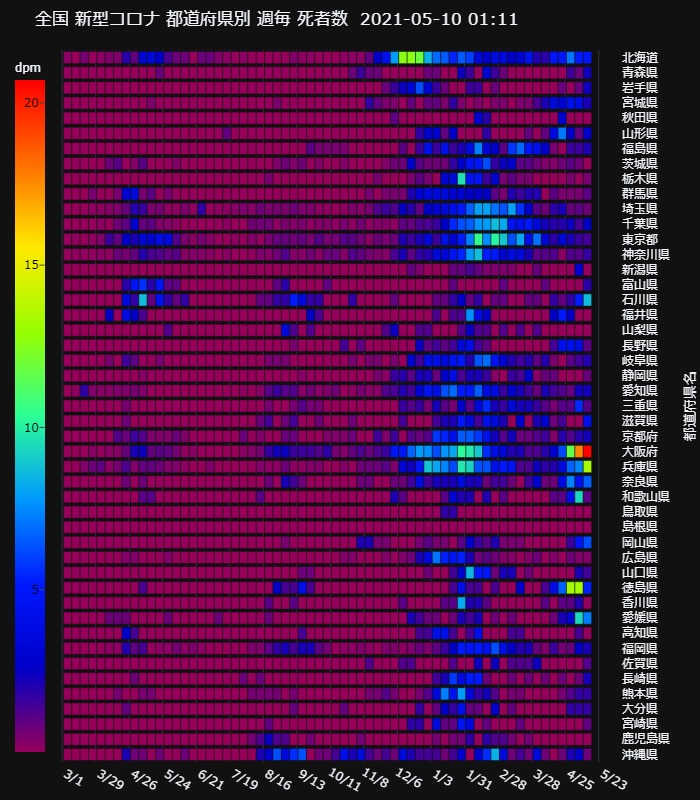 全国 新型コロナ 都道府県別 週毎 死者数 2021-05-10 01:11
dpm
20
15
10
5
北海道
青森県
岩手県
宮城県
秋田県
山形県
福島県
茨城県
栃木県
群馬県
埼玉県
千葉県
東京都
神奈川県
新潟県
富山県
石川県
福井県
山梨県
長野県
岐阜県
静岡県
愛知県
三重県
滋賀県
京都府
大阪府
兵庫県
奈良県
和歌山県
鳥取県
島根県
岡山県
広島県
山口県
徳島県
香川県
愛媛県
高知県
福岡県
佐賀県
長崎県
熊本県
大分県
宮崎県
鹿児島県
沖縄県
都道府県名
3/1 3/29 4/26 5/24 6/21 7/19 8/16 9/13 10/11 11/8 12/6 1/3 1/31 2/28 3/28 4/25 5/23